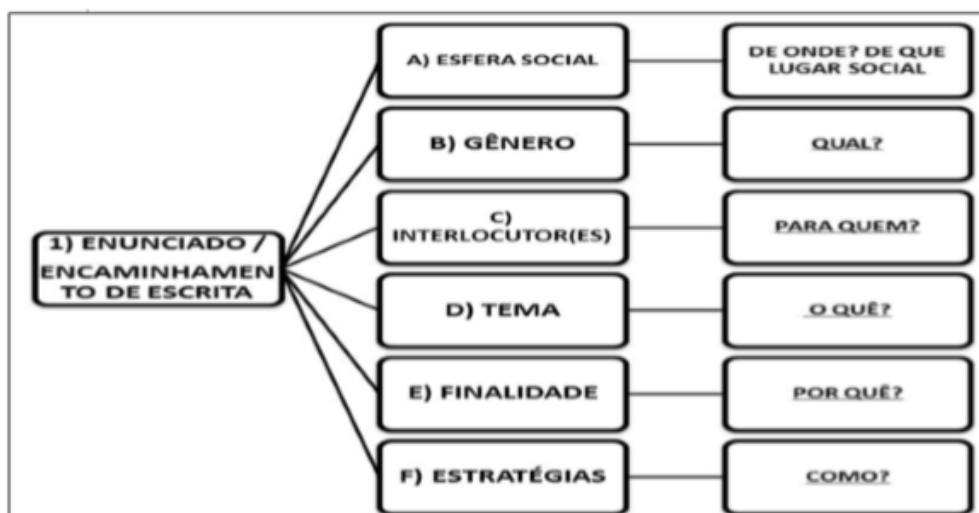 1) ENUNCIADO /
ENCAMINHAMEN
TO DE ESCRITA
A) ESFERA SOCIAL
DE ONDE? DE QUE
LUGAR SOCIAL
B) GÊNERO
QUAL?
C)
INTERLOCUTOR(ES)
PARA QUEM?
D) TEMA
O QUÊ?
E) FINALIDADE
POR QUÊ?
F) ESTRATÉGIAS
COMO?